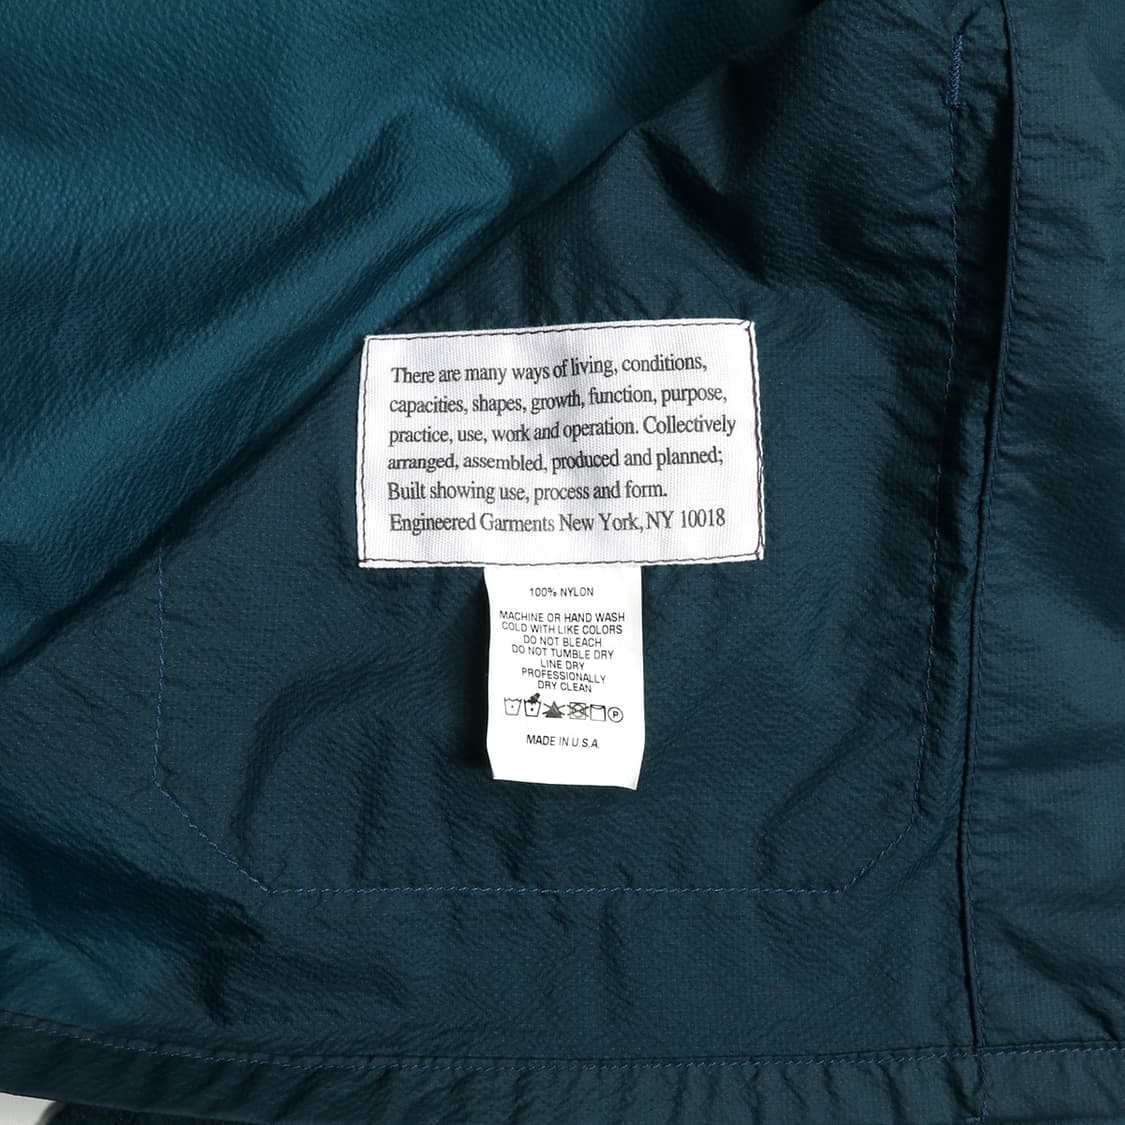 There are many ways of living, conditions,
capacities, shapes, growth, function, purpose,
practice, use, work and operation. Collectively
arranged, assembled, produced and planned;
Built showing use, process and form.
Engineered Garments New York, NY 10018
100% NYLON
MACHINE OR HAND WASH
COLD WITH LIKE COLORS
DO NOT BLEACH
DO NOT TUMBLE DRY
LINE DRY
PROFESSIONALLY
DRY CLEAN
P
MADE IN U.S.A.